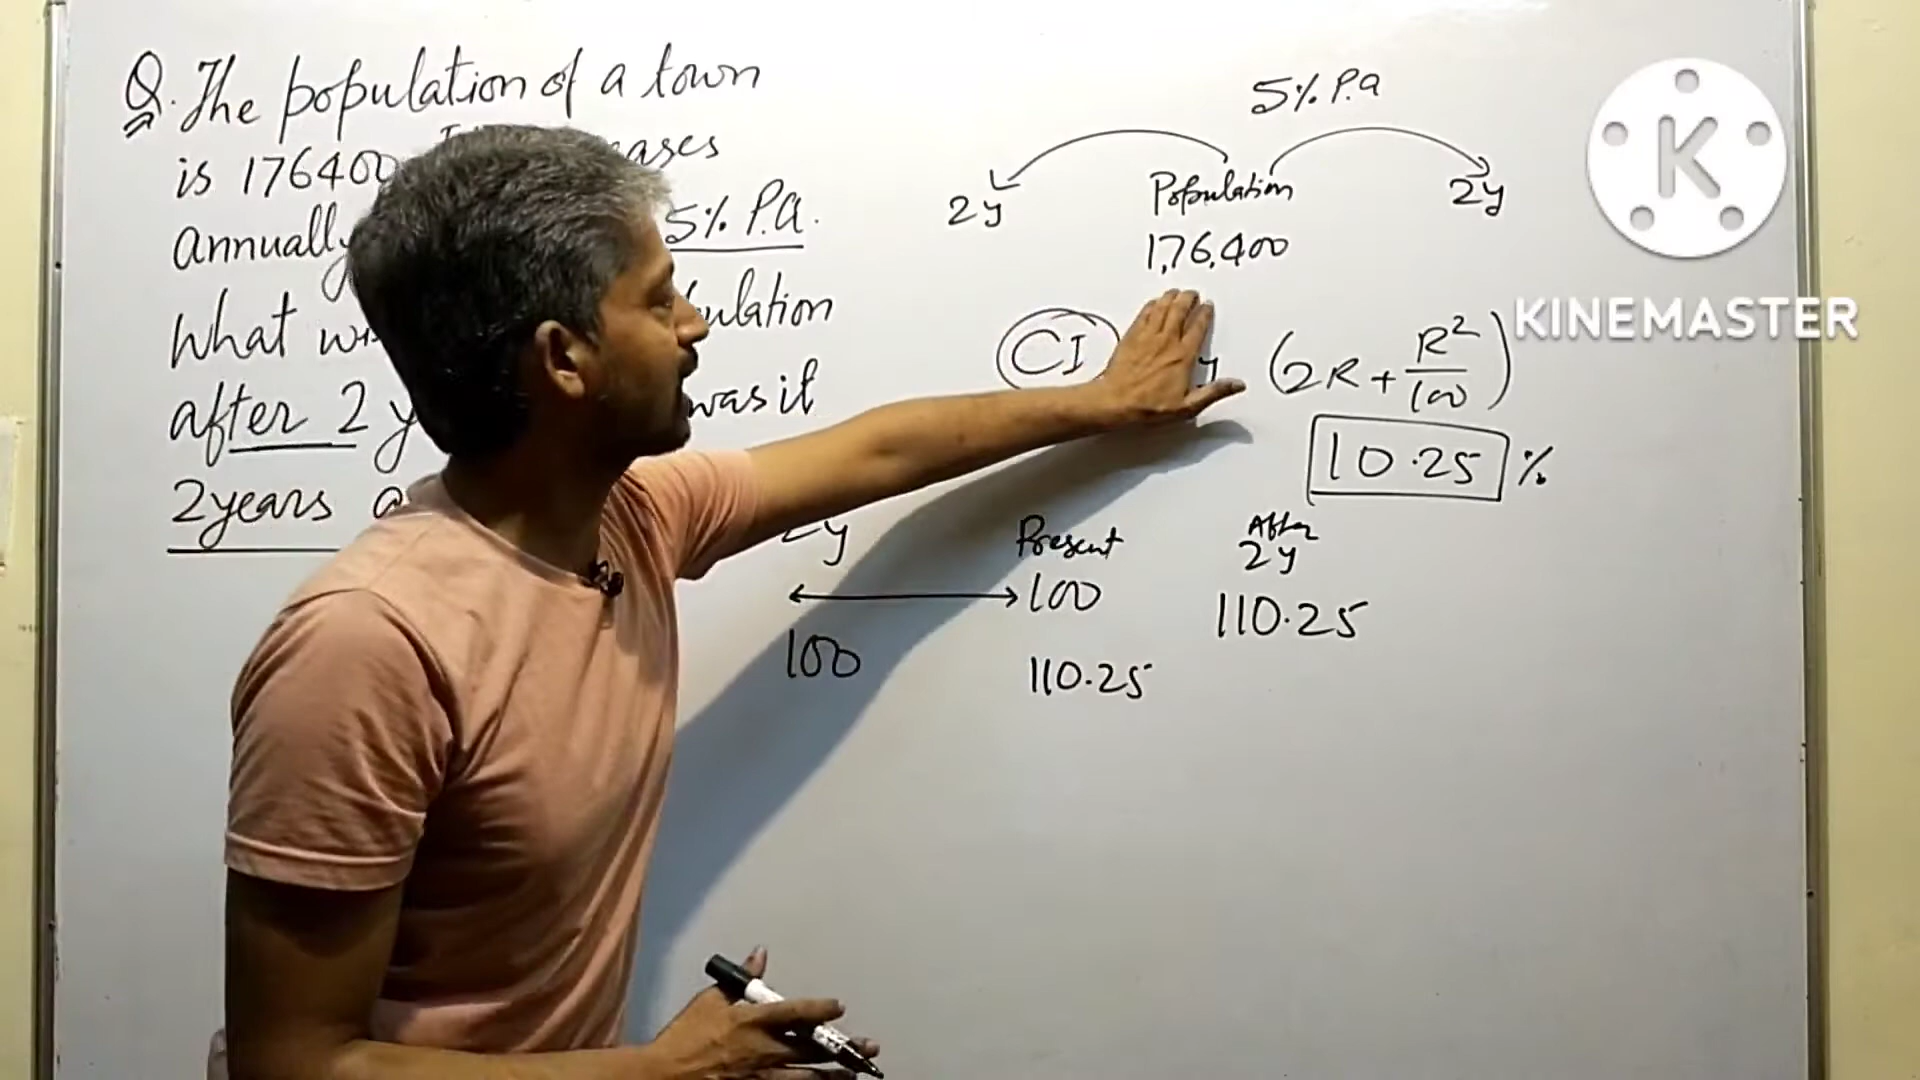 Q. The population of a town
is 176400
annually 5% P.a.
What
after 2 y was it
2years
5% P.a
2y Population 2y
1,76,400
CI (2R + R²/100)
10.25 %
2y Present After 2y
100 110.25
100 110.25
K
KINEMASTER